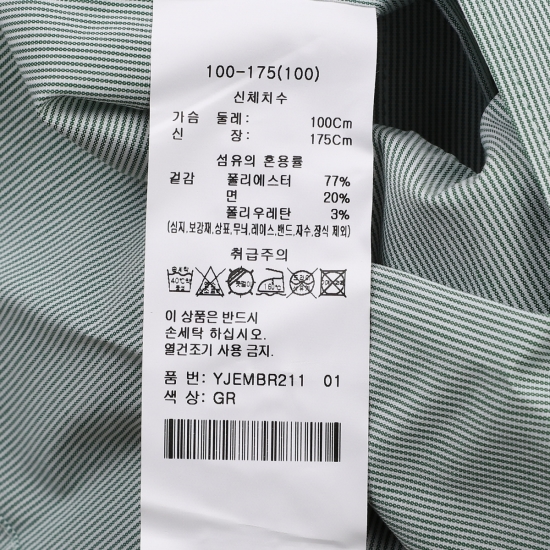 100-175(100)
신체치수
가슴 둘레: 100Cm
신 장: 175Cm
섬유의 혼용률
겉감 폴리에스터 77%
면 20%
폴리우레탄 3%
(심지,보강재,상표,무늬,레이스,밴드,자수,장식 제외)
취급주의
이 상품은 반드시
손세탁 하십시오.
열건조기 사용 금지.
품 번: YJEMBR211 01
색 상: GR